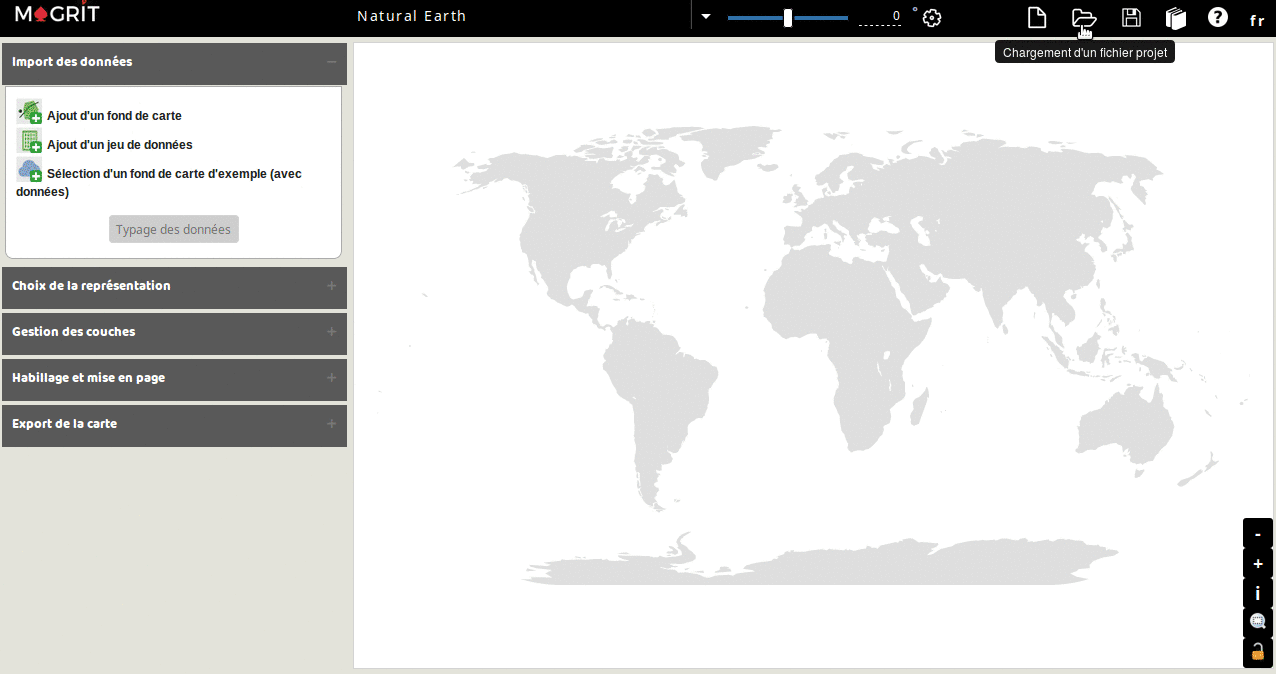 MAGRIT
Natural Earth
0 °
?
fr
Chargement d'un fichier projet
Import des données −
Ajout d'un fond de carte
Ajout d'un jeu de données
Sélection d'un fond de carte d'exemple (avec
données)
Typage des données
Choix de la représentation +
Gestion des couches +
Habillage et mise en page +
Export de la carte +
-
+
i